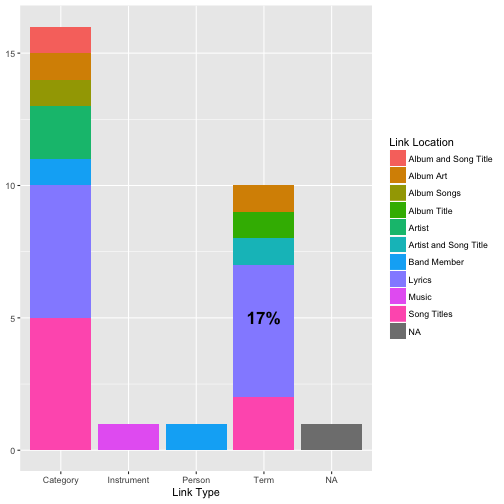 15
10
5
0
17%
Category
Instrument
Person
Term
NA
Link Type
Link Location
Album and Song Title
Album Art
Album Songs
Album Title
Artist
Artist and Song Title
Band Member
Lyrics
Music
Song Titles
NA